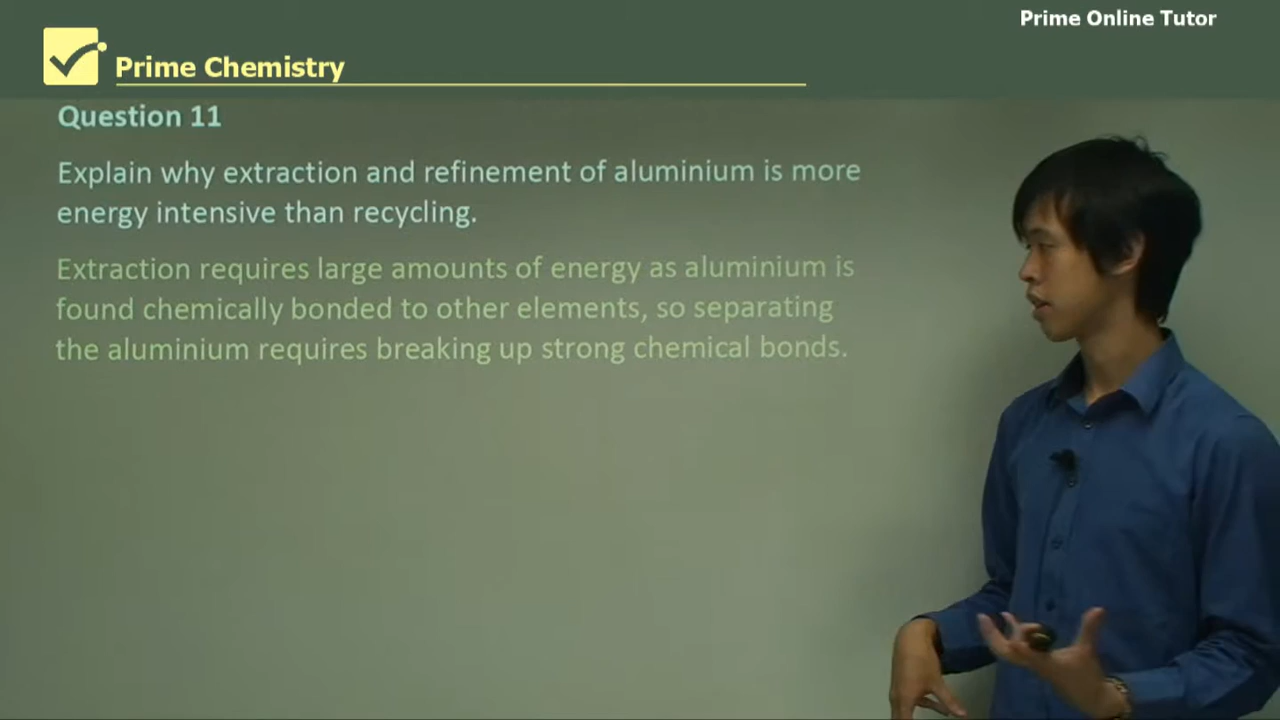 Prime Online Tutor
Prime Chemistry
Question 11
Explain why extraction and refinement of aluminium is more
energy intensive than recycling.
Extraction requires large amounts of energy as aluminium is
found chemically bonded to other elements, so separating
the aluminium requires breaking up strong chemical bonds.